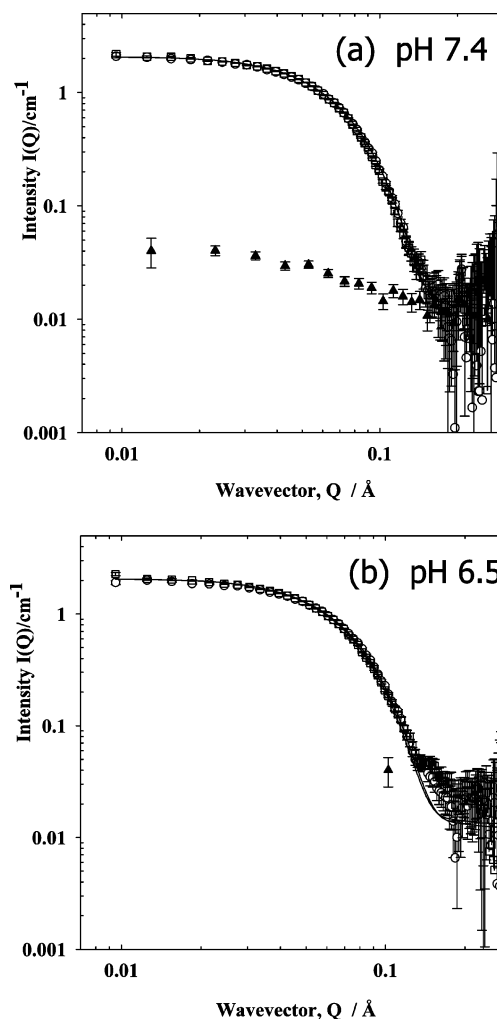 (a) pH 7.4
Intensity I(Q)/cm-1
1
0.1
0.01
0.001
0.01
0.1
Wavevector, Q / Å
(b) pH 6.5
Intensity I(Q)/cm-1
1
0.1
0.01
0.001
0.01
0.1
Wavevector, Q / Å